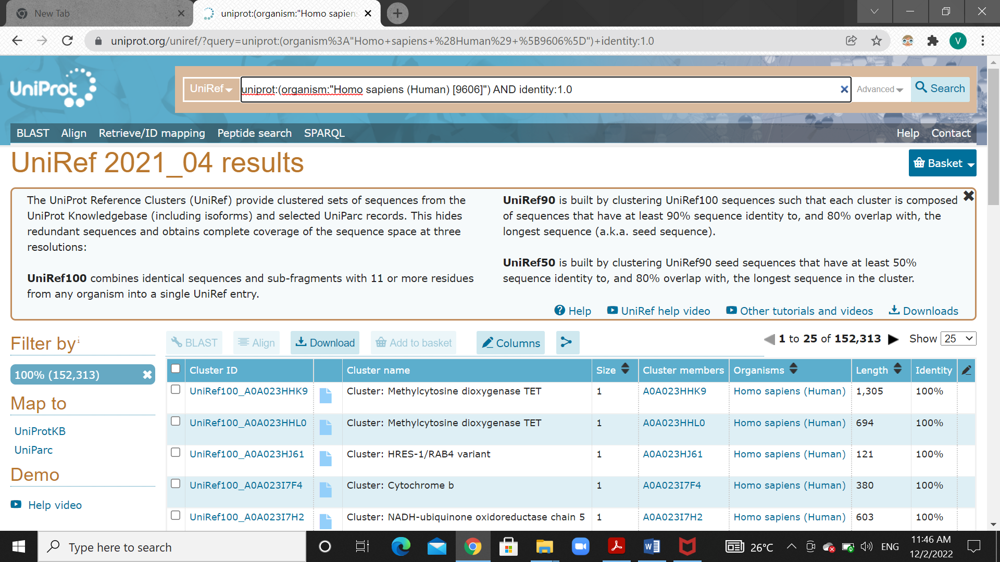 New Tab
uniprot:(organism:"Homo sapiens
uniprot.org/uniref/?query=uniprot:(organism%3A"Homo+sapiens+%28Human%29+%5B9606%5D")+identity:1.0
V
UniProt
UniRef
uniprot:(organism:"Homo sapiens (Human) [9606]") AND identity:1.0
Advanced
Search
BLAST Align Retrieve/ID mapping Peptide search SPARQL Help Contact
UniRef 2021_04 results
Basket
The UniProt Reference Clusters (UniRef) provide clustered sets of sequences from the
UniProt Knowledgebase (including isoforms) and selected UniParc records. This hides
redundant sequences and obtains complete coverage of the sequence space at three
resolutions:
UniRef100 combines identical sequences and sub-fragments with 11 or more residues
from any organism into a single UniRef entry.
UniRef90 is built by clustering UniRef100 sequences such that each cluster is composed
of sequences that have at least 90% sequence identity to, and 80% overlap with, the
longest sequence (a.k.a. seed sequence).
UniRef50 is built by clustering UniRef90 seed sequences that have at least 50%
sequence identity to, and 80% overlap with, the longest sequence in the cluster.
Help UniRef help video Other tutorials and videos Downloads
Filter by i
100% (152,313)
Map to
UniProtKB
UniParc
Demo
Help video
BLAST Align Download Add to basket Columns
1 to 25 of 152,313 Show 25
Cluster ID Cluster name Size Cluster members Organisms Length Identity
UniRef100_A0A023HHK9 Cluster: Methylcytosine dioxygenase TET 1 A0A023HHK9 Homo sapiens (Human) 1,305 100%
UniRef100_A0A023HHL0 Cluster: Methylcytosine dioxygenase TET 1 A0A023HHL0 Homo sapiens (Human) 694 100%
UniRef100_A0A023HJ61 Cluster: HRES-1/RAB4 variant 1 A0A023HJ61 Homo sapiens (Human) 121 100%
UniRef100_A0A023I7F4 Cluster: Cytochrome b 1 A0A023I7F4 Homo sapiens (Human) 380 100%
UniRef100_A0A023I7H2 Cluster: NADH-ubiquinone oxidoreductase chain 5 1 A0A023I7H2 Homo sapiens (Human) 603 100%
Type here to search
26°C
ENG
11:46 AM
12/2/2022